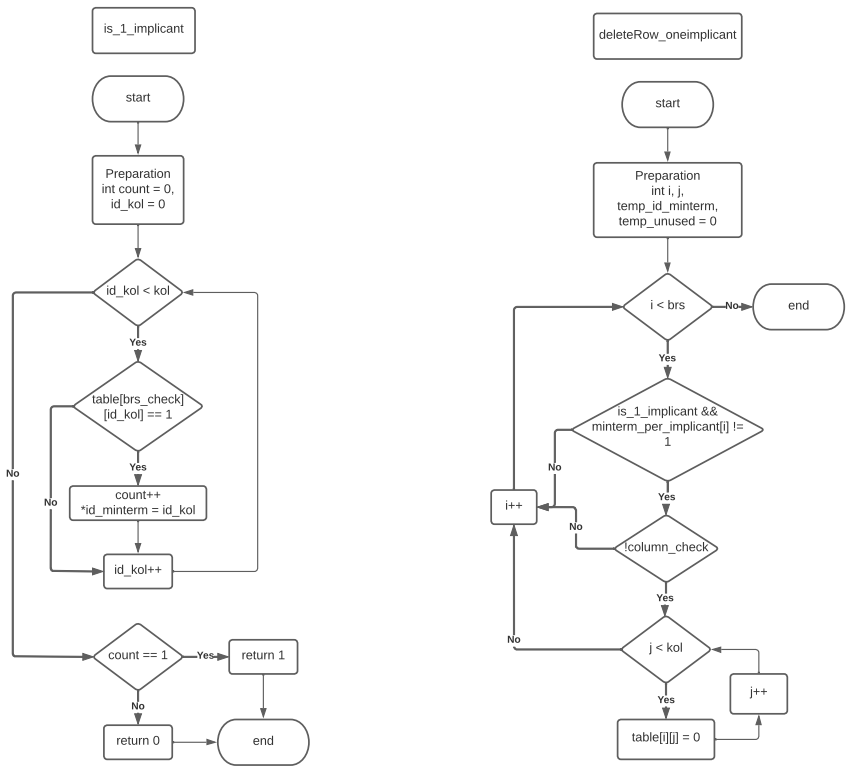 is_1_implicant
start
Preparation
int count = 0,
id_kol = 0
id_kol < kol
Yes
table[brs_check]
[id_kol] == 1
Yes
No
No
count++
*id_minterm = id_kol
id_kol++
count == 1
Yes
return 1
No
return 0
end
deleteRow_oneimplicant
start
Preparation
int i, j,
temp_id_minterm,
temp_unused = 0
i < brs
No
end
Yes
is_1_implicant &&
minterm_per_implicant[i] !=
1
No
Yes
i++
No
!column_check
Yes
No
j < kol
Yes
j++
table[i][j] = 0